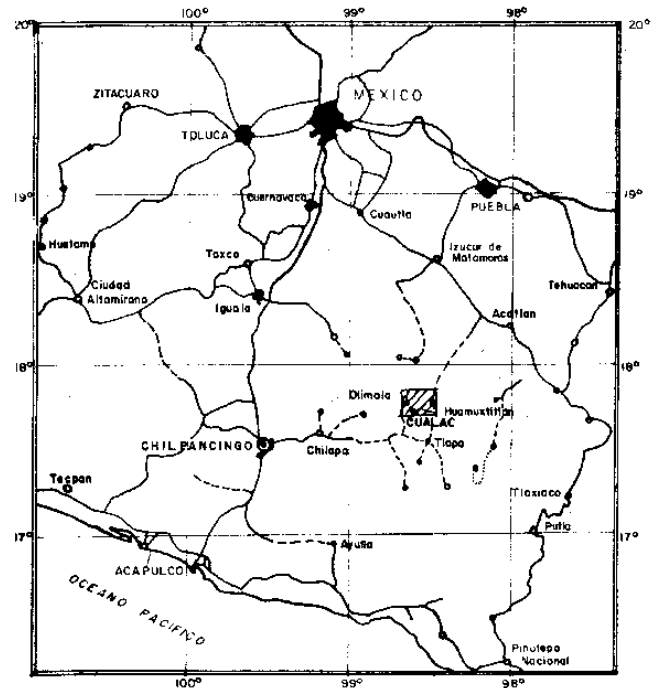 100° 99° 98°
20° 20°
MEXICO
ZITACUARO
TOLUCA
19° 19°
Cuernavaca
Cuautla
PUEBLA
Huetamo
Taxco
Izucar de
Matamoros
Ciudad
Altamirano
Iguala
Tehuacan
Acatlan
18° 18°
Olinala
Huamuxtitlán
CUALAC
CHILPANCINGO
Chilapa
Tlapa
Tecpan
Tlaxiaco
Putla
17° 17°
Ayutla
ACAPULCO
OCEANO PACIFICO
Pinotepa
Nacional
100° 99° 98°